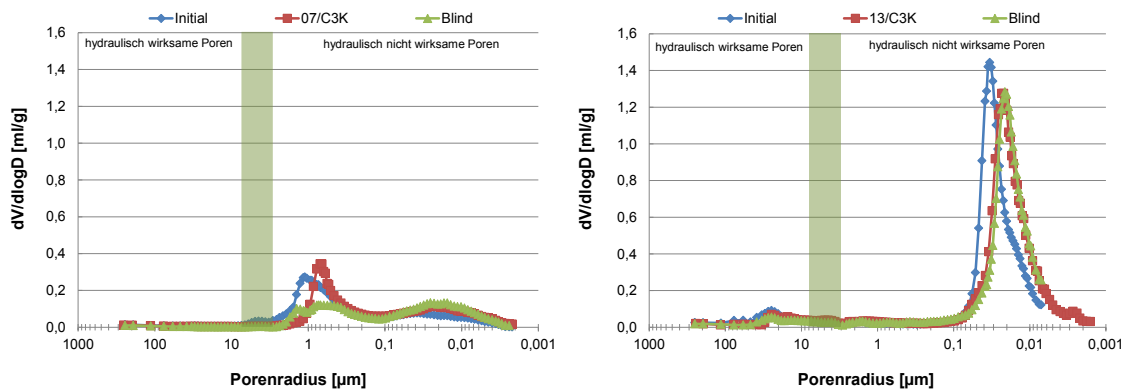 Initial 07/C3K Blind
1,6
1,4
1,2
1,0
0,8
0,6
0,4
0,2
0,0
dV/dlogD [ml/g]
hydraulisch wirksame Poren hydraulisch nicht wirksame Poren
1000 100 10 1 0,1 0,01 0,001
Porenradius [µm]
Initial 13/C3K Blind
1,6
1,4
1,2
1,0
0,8
0,6
0,4
0,2
0,0
dV/dlogD [ml/g]
hydraulisch wirksame Poren hydraulisch nicht wirksame Poren
1000 100 10 1 0,1 0,01 0,001
Porenradius [µm]